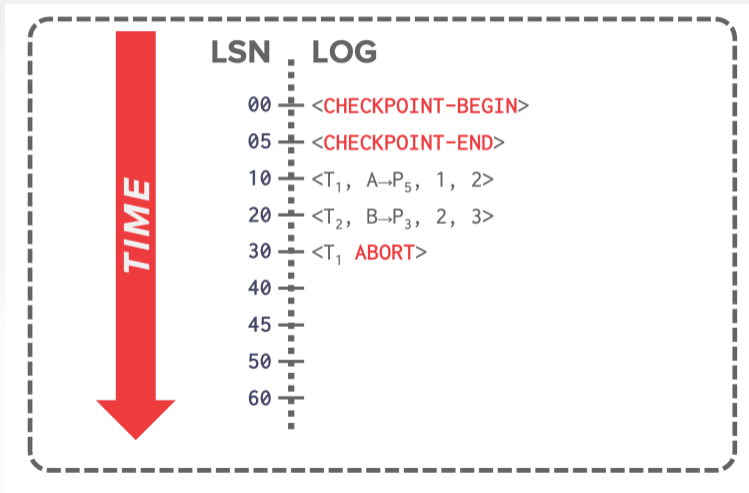 TIME
LSN LOG
00 <CHECKPOINT-BEGIN>
05 <CHECKPOINT-END>
10 <T₁, A→P₅, 1, 2>
20 <T₂, B→P₃, 2, 3>
30 <T₁ ABORT>
40
45
50
60